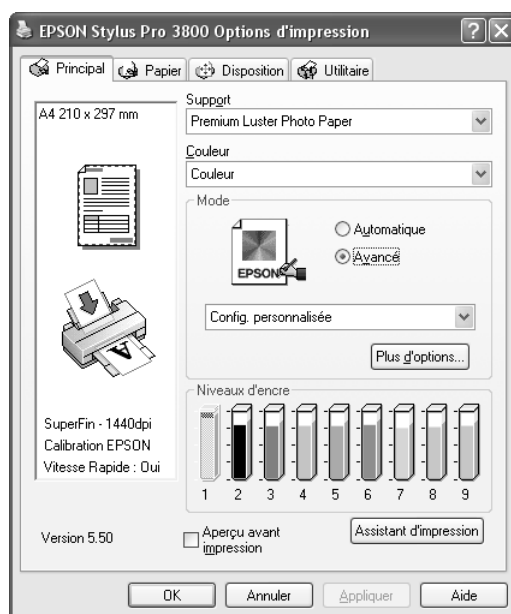 EPSON Stylus Pro 3800 Options d'impression
Principal
Papier
Disposition
Utilitaire
A4 210 x 297 mm
Support
Premium Luster Photo Paper
Couleur
Couleur
Mode
EPSON
Automatique
Avancé
Config. personnalisée
Plus d'options...
SuperFin - 1440dpi
Calibration EPSON
Vitesse Rapide : Oui
Niveaux d'encre
1 2 3 4 5 6 7 8 9
Version 5.50
Aperçu avant
impression
Assistant d'impression
OK
Annuler
Appliquer
Aide